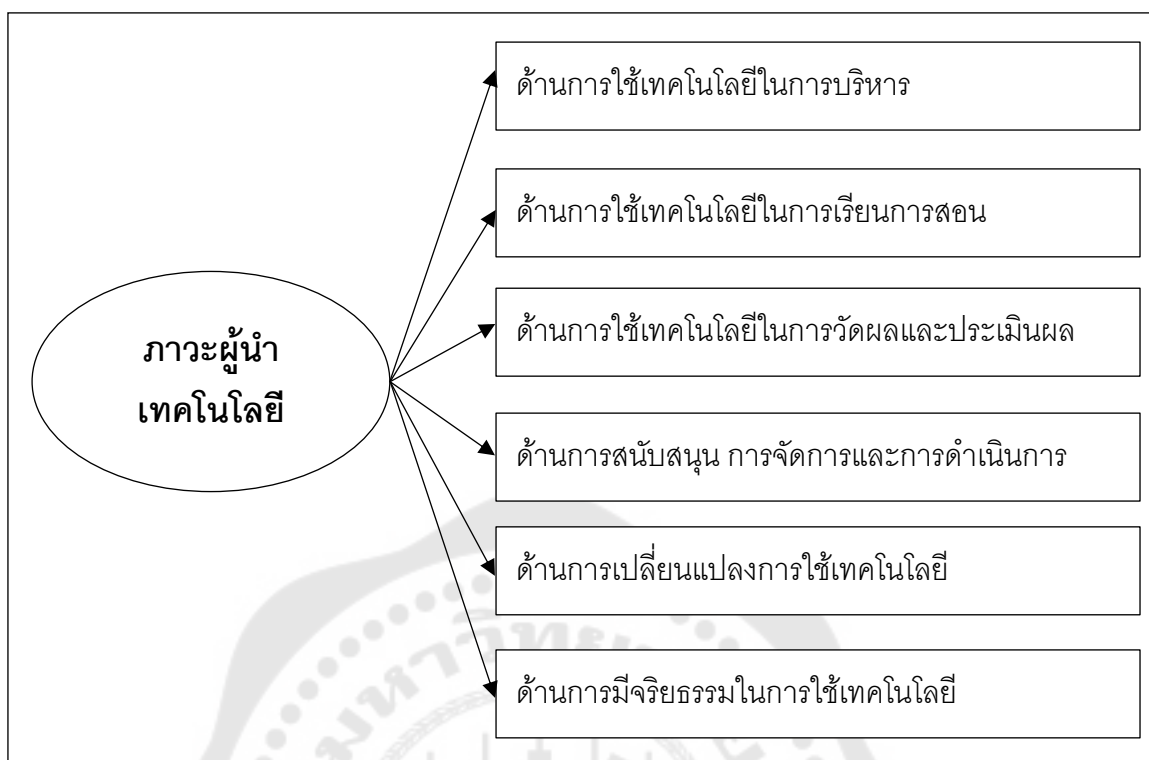 ด้านการใช้เทคโนโลยีในการบริหาร
ด้านการใช้เทคโนโลยีในการเรียนการสอน
ด้านการใช้เทคโนโลยีในการวัดผลและประเมินผล
ภาวะผู้นำ
เทคโนโลยี
ด้านการสนับสนุน การจัดการและการดำเนินการ
ด้านการเปลี่ยนแปลงการใช้เทคโนโลยี
ด้านการมีจริยธรรมในการใช้เทคโนโลยี